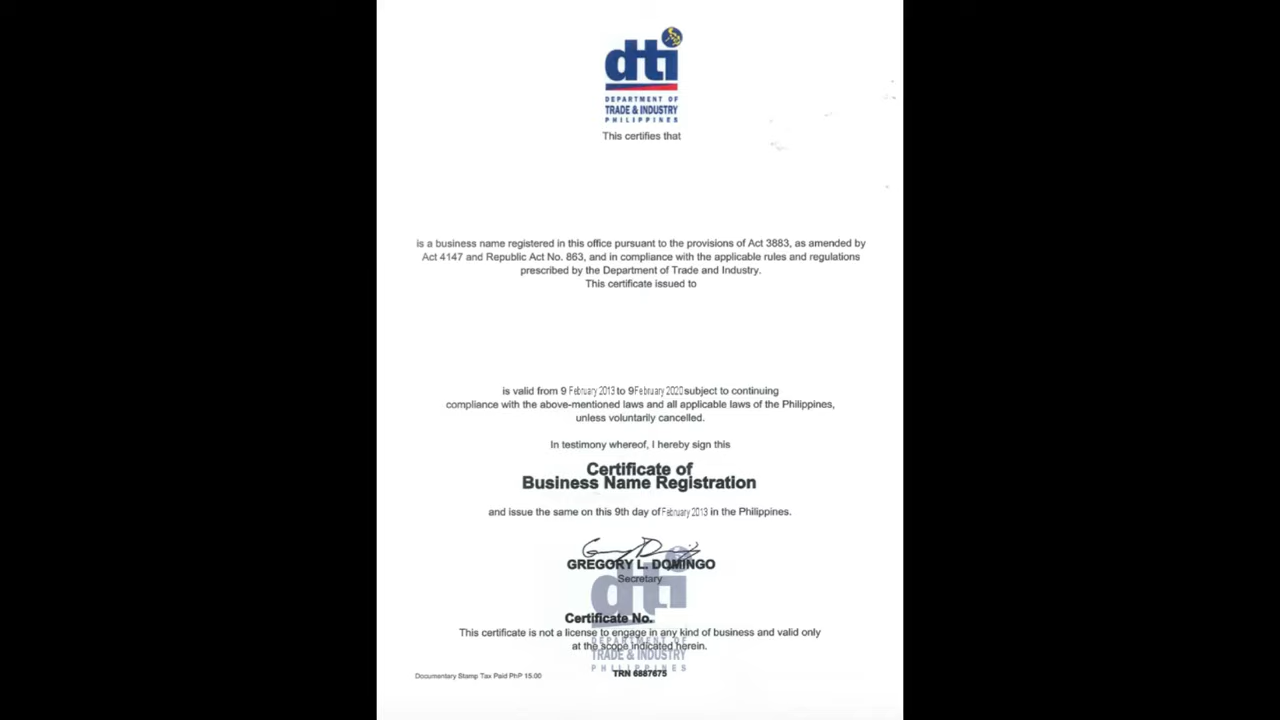 dti
DEPARTMENT OF
TRADE & INDUSTRY
PHILIPPINES
This certifies that
is a business name registered in this office pursuant to the provisions of Act 3883, as amended by
Act 4147 and Republic Act No. 863, and in compliance with the applicable rules and regulations
prescribed by the Department of Trade and Industry.
This certificate issued to
is valid from 9 February 2013 to 9February 2020 subject to continuing
compliance with the above-mentioned laws and all applicable laws of the Philippines,
unless voluntarily cancelled.
In testimony whereof, I hereby sign this
Certificate of
Business Name Registration
and issue the same on this 9th day of February 2013 in the Philippines.
GREGORY L. DOMINGO
Secretary
dti
Certificate No.
This certificate is not a license to engage in any kind of business and valid only
DEPARTMENT OF
at the scope indicated herein.
TRADE & INDUSTRY
PHILIPPINES
TRN 6887675
Documentary Stamp Tax Paid PhP 15.00